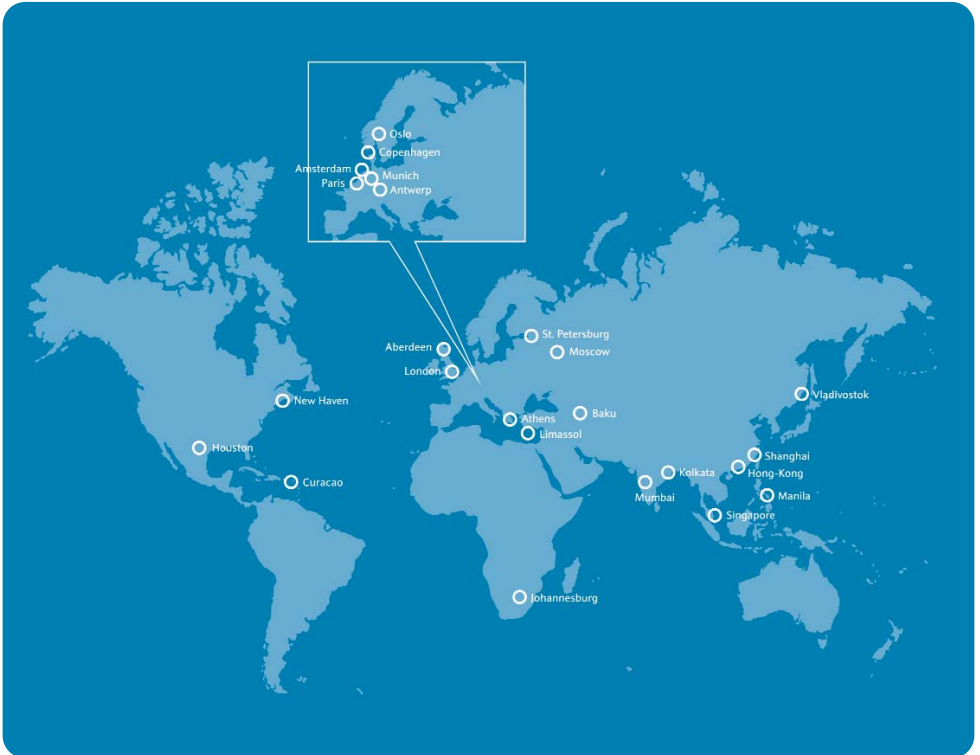 Oslo
Copenhagen
Amsterdam
Munich
Paris
Antwerp
St. Petersburg
Aberdeen
Moscow
London
Vladivostok
New Haven
Baku
Athens
Limassol
Houston
Shanghai
Kolkata
Hong-Kong
Curacao
Mumbai
Manila
Singapore
Johannesburg